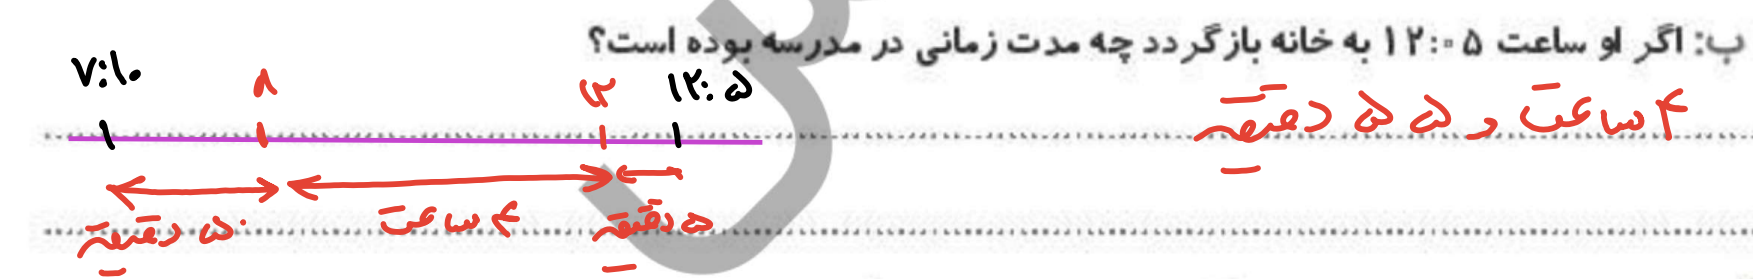 ب: اگر او ساعت ۱۲:۰۵ به خانه بازگردد چه مدت زمانی در مدرسه بوده است؟
۷:۱۰ ۸ ۱۲ ۱۲:۵
۴ ساعت و ۵۵ دقیقه
۵۰ دقیقه ۴ ساعت ۵ دقیقه